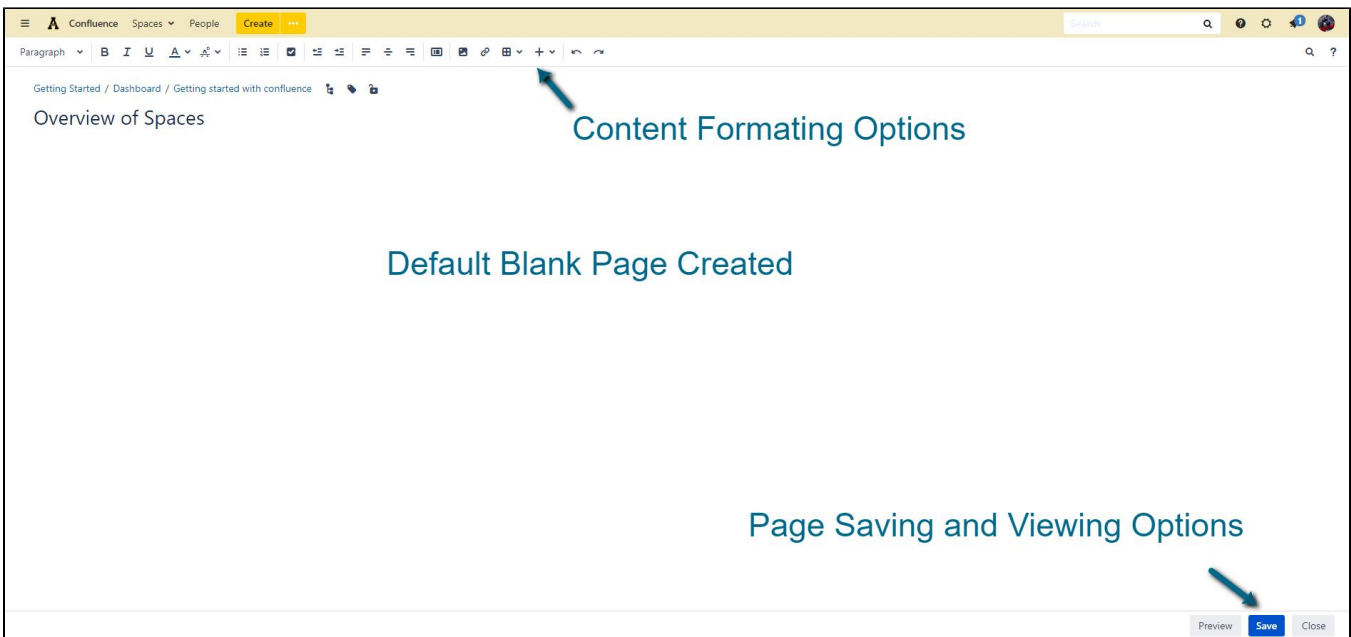 Confluence Spaces People Create Search 1
Paragraph B I U A A ?
Getting Started / Dashboard / Getting started with confluence
Overview of Spaces
Content Formating Options
Default Blank Page Created
Page Saving and Viewing Options
Preview Save Close